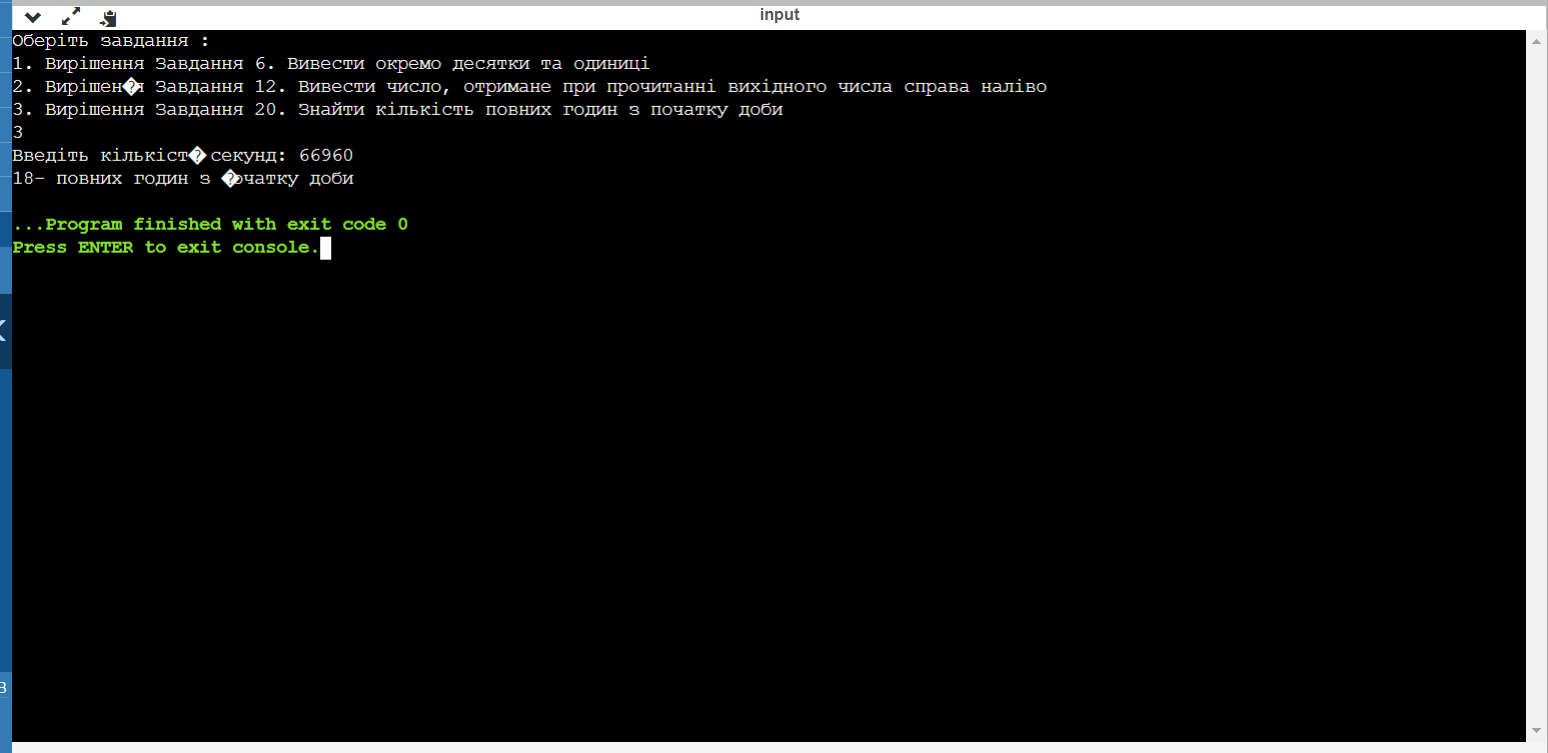 input
Оберіть завдання :
1. Вирішення Завдання 6. Вивести окремо десятки та одиниці
2. Вирішен�я Завдання 12. Вивести число, отримане при прочитанні вихідного числа справа наліво
3. Вирішення Завдання 20. Знайти кількість повних годин з початку доби
3
Введіть кількіст� секунд: 66960
18- повних годин з �очатку доби
...Program finished with exit code 0
Press ENTER to exit console.